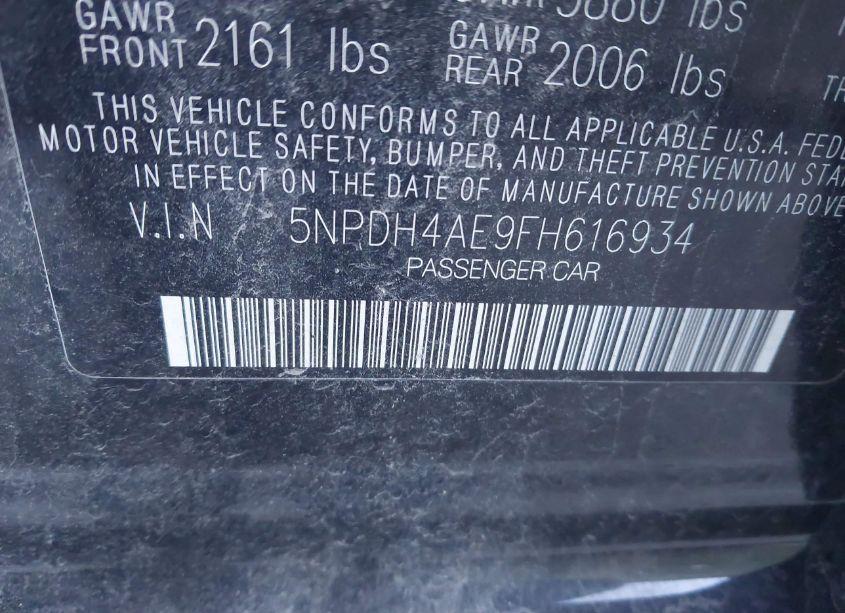 GAWR FRONT 2161 lbs GAWR REAR 2006 lbs
THIS VEHICLE CONFORMS TO ALL APPLICABLE U.S.A.
MOTOR VEHICLE SAFETY, BUMPER, AND THEFT PREVENTION
IN EFFECT ON THE DATE OF MANUFACTURE SHOWN ABOVE
V.I.N 5NPDH4AE9FH616934
PASSENGER CAR